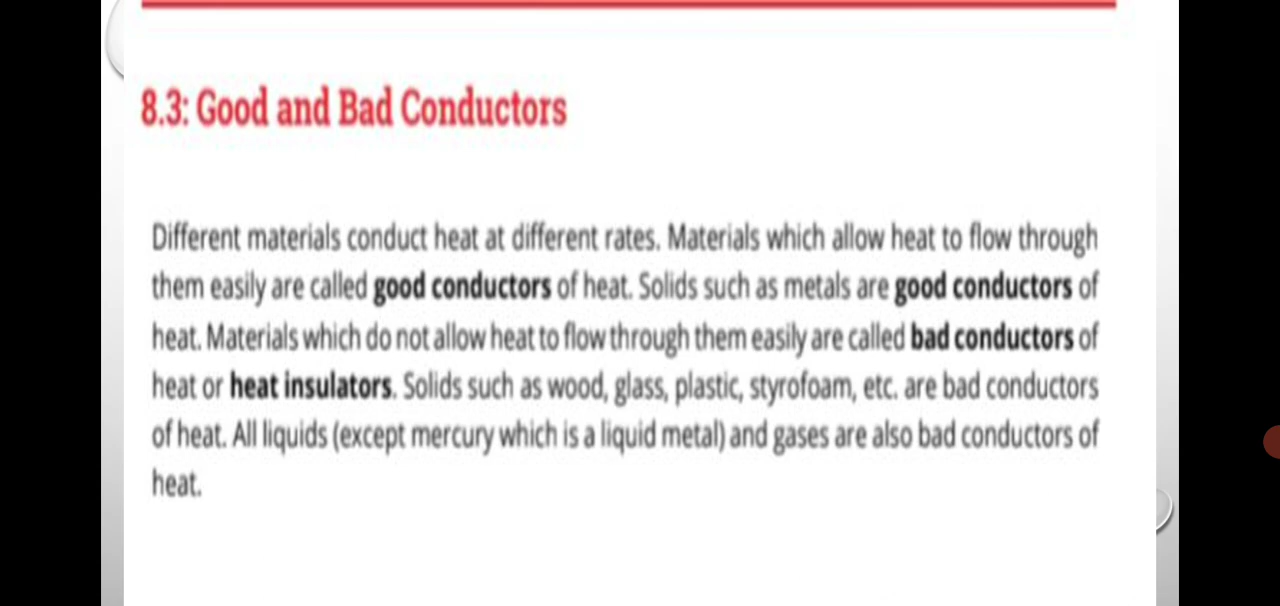 8.3: Good and Bad Conductors
Different materials conduct heat at different rates. Materials which allow heat to flow through
them easily are called good conductors of heat. Solids such as metals are good conductors of
heat. Materials which do not allow heat to flow through them easily are called bad conductors of
heat or heat insulators. Solids such as wood, glass, plastic, styrofoam, etc. are bad conductors
of heat. All liquids (except mercury which is a liquid metal) and gases are also bad conductors of
heat.